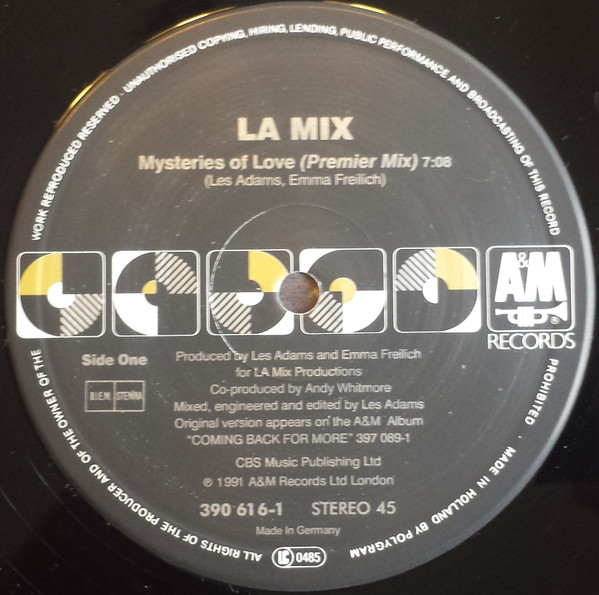 WORK REPRODUCED RESERVED · UNAUTHORISED COPYING, HIRING, LENDING, PUBLIC PERFORMANCE AND BROADCASTING OF THIS RECORD
PROHIBITED · MADE IN HOLLAND BY POLYGRAM
LC 0485
ALL RIGHTS OF THE PRODUCER AND OF THE OWNER OF THE
LA MIX
Mysteries of Love (Premier Mix) 7:08
(Les Adams, Emma Freilich)
A&M
®
RECORDS
Side One
B.I.E.M. STEMRA
Produced by Les Adams and Emma Freilich
for LA Mix Productions
Co-produced by Andy Whitmore
Mixed, engineered and edited by Les Adams
Original version appears on the A&M Album
"COMING BACK FOR MORE" 397 089-1
CBS Music Publishing Ltd
℗ 1991 A&M Records Ltd London
390 616-1 STEREO 45
Made in Germany